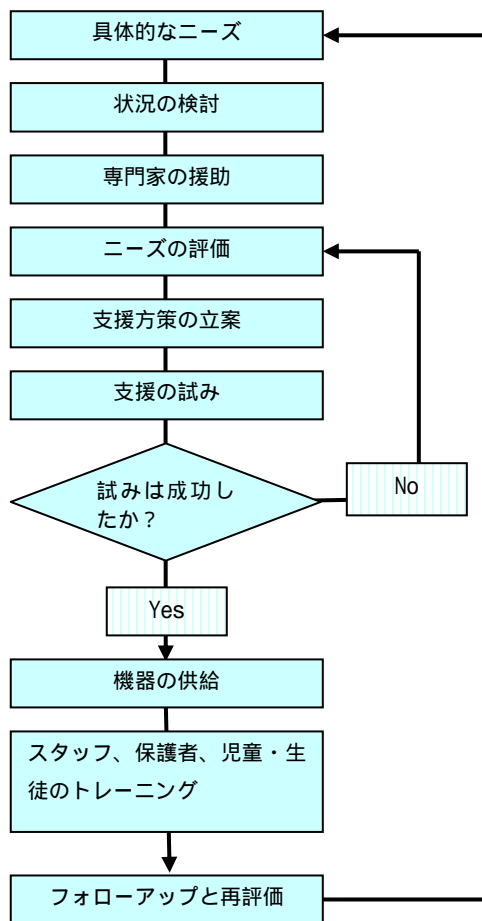 具体的なニーズ
状況の検討
専門家の援助
ニーズの評価
支援方策の立案
支援の試み
試みは成功し
たか？
No
Yes
機器の供給
スタッフ、保護者、児童・生
徒のトレーニング
フォローアップと再評価